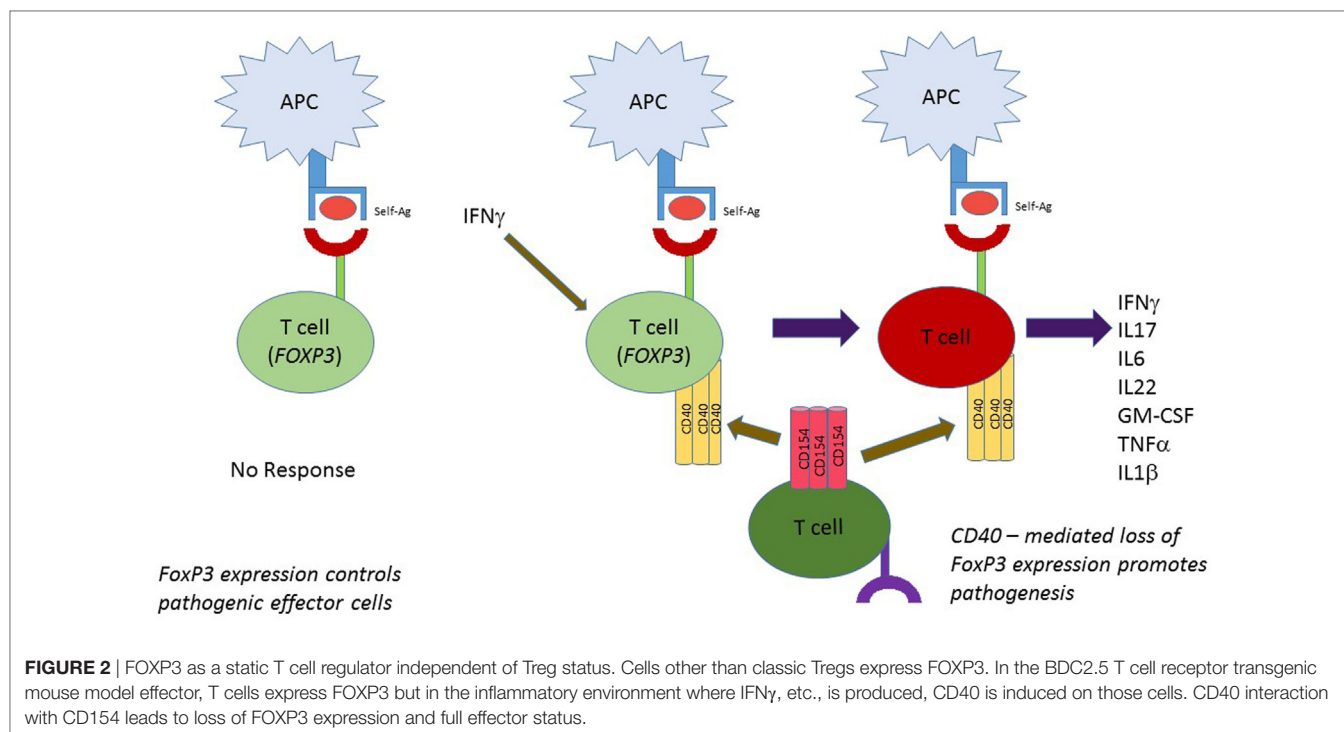 APC
APC
APC
Self-Ag
Self-Ag
Self-Ag
IFNγ
T cell
(FOXP3)
T cell
(FOXP3)
T cell
IFNγ
IL17
IL6
IL22
GM-CSF
TNFα
IL1β
CD40
CD40
CD40
CD40
CD40
CD40
CD154
CD154
CD154
No Response
T cell
FoxP3 expression controls
pathogenic effector cells
CD40 – mediated loss of
FoxP3 expression promotes
pathogenesis
FIGURE 2 | FOXP3 as a static T cell regulator independent of Treg status. Cells other than classic Tregs express FOXP3. In the BDC2.5 T cell receptor transgenic
mouse model effector, T cells express FOXP3 but in the inflammatory environment where IFNγ, etc., is produced, CD40 is induced on those cells. CD40 interaction
with CD154 leads to loss of FOXP3 expression and full effector status.